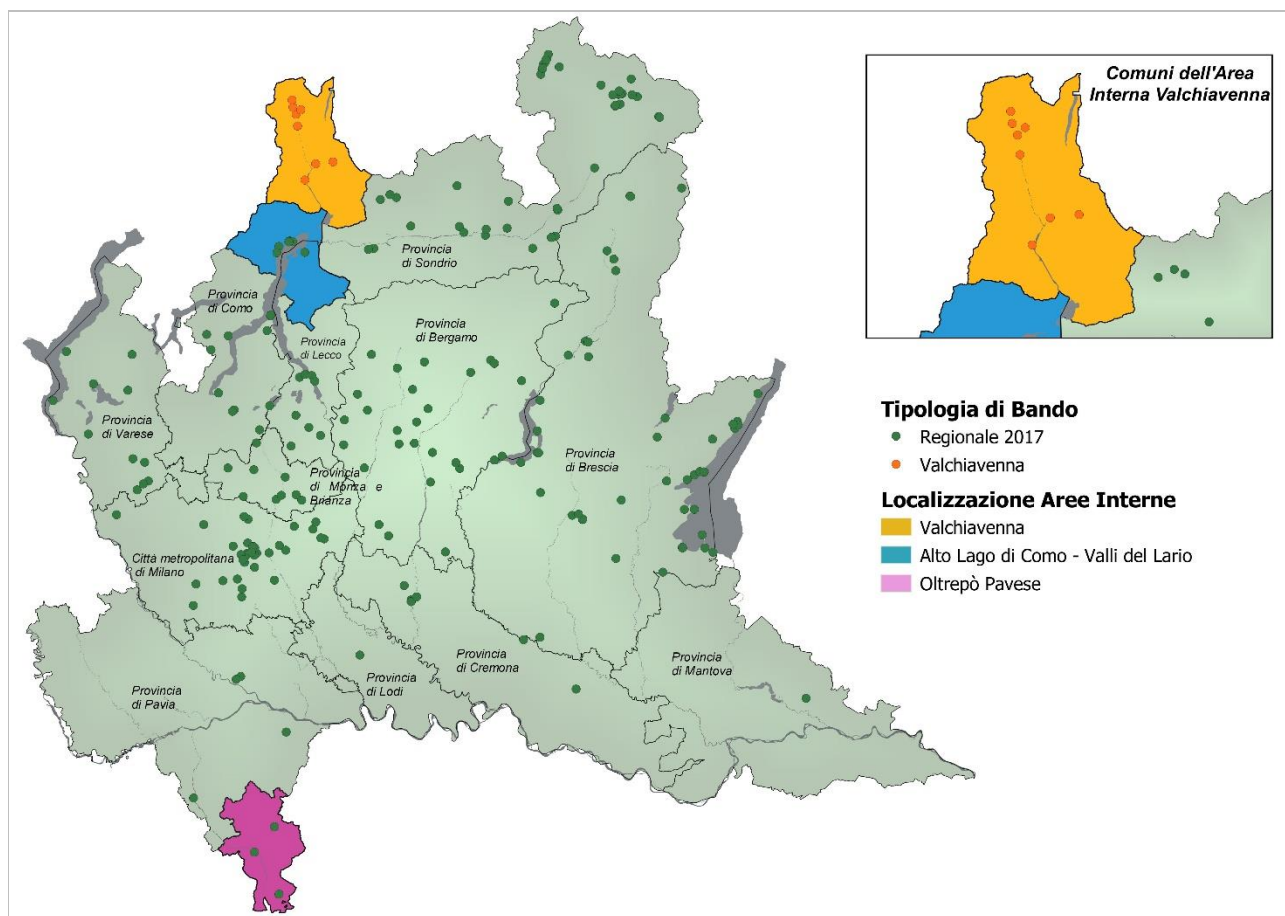 Comuni dell'Area
Interna Valchiavenna
Provincia
di Sondrio
Provincia
di Como
Provincia
di Lecco
Provincia
di Bergamo
Provincia
di Varese
Provincia
di Monza e
Brianza
Provincia
di Brescia
Città metropolitana
di Milano
Provincia
di Pavia
Provincia
di Lodi
Provincia
di Cremona
Provincia
di Mantova
Tipologia di Bando
Regionale 2017
Valchiavenna
Localizzazione Aree Interne
Valchiavenna
Alto Lago di Como - Valli del Lario
Oltrepò Pavese